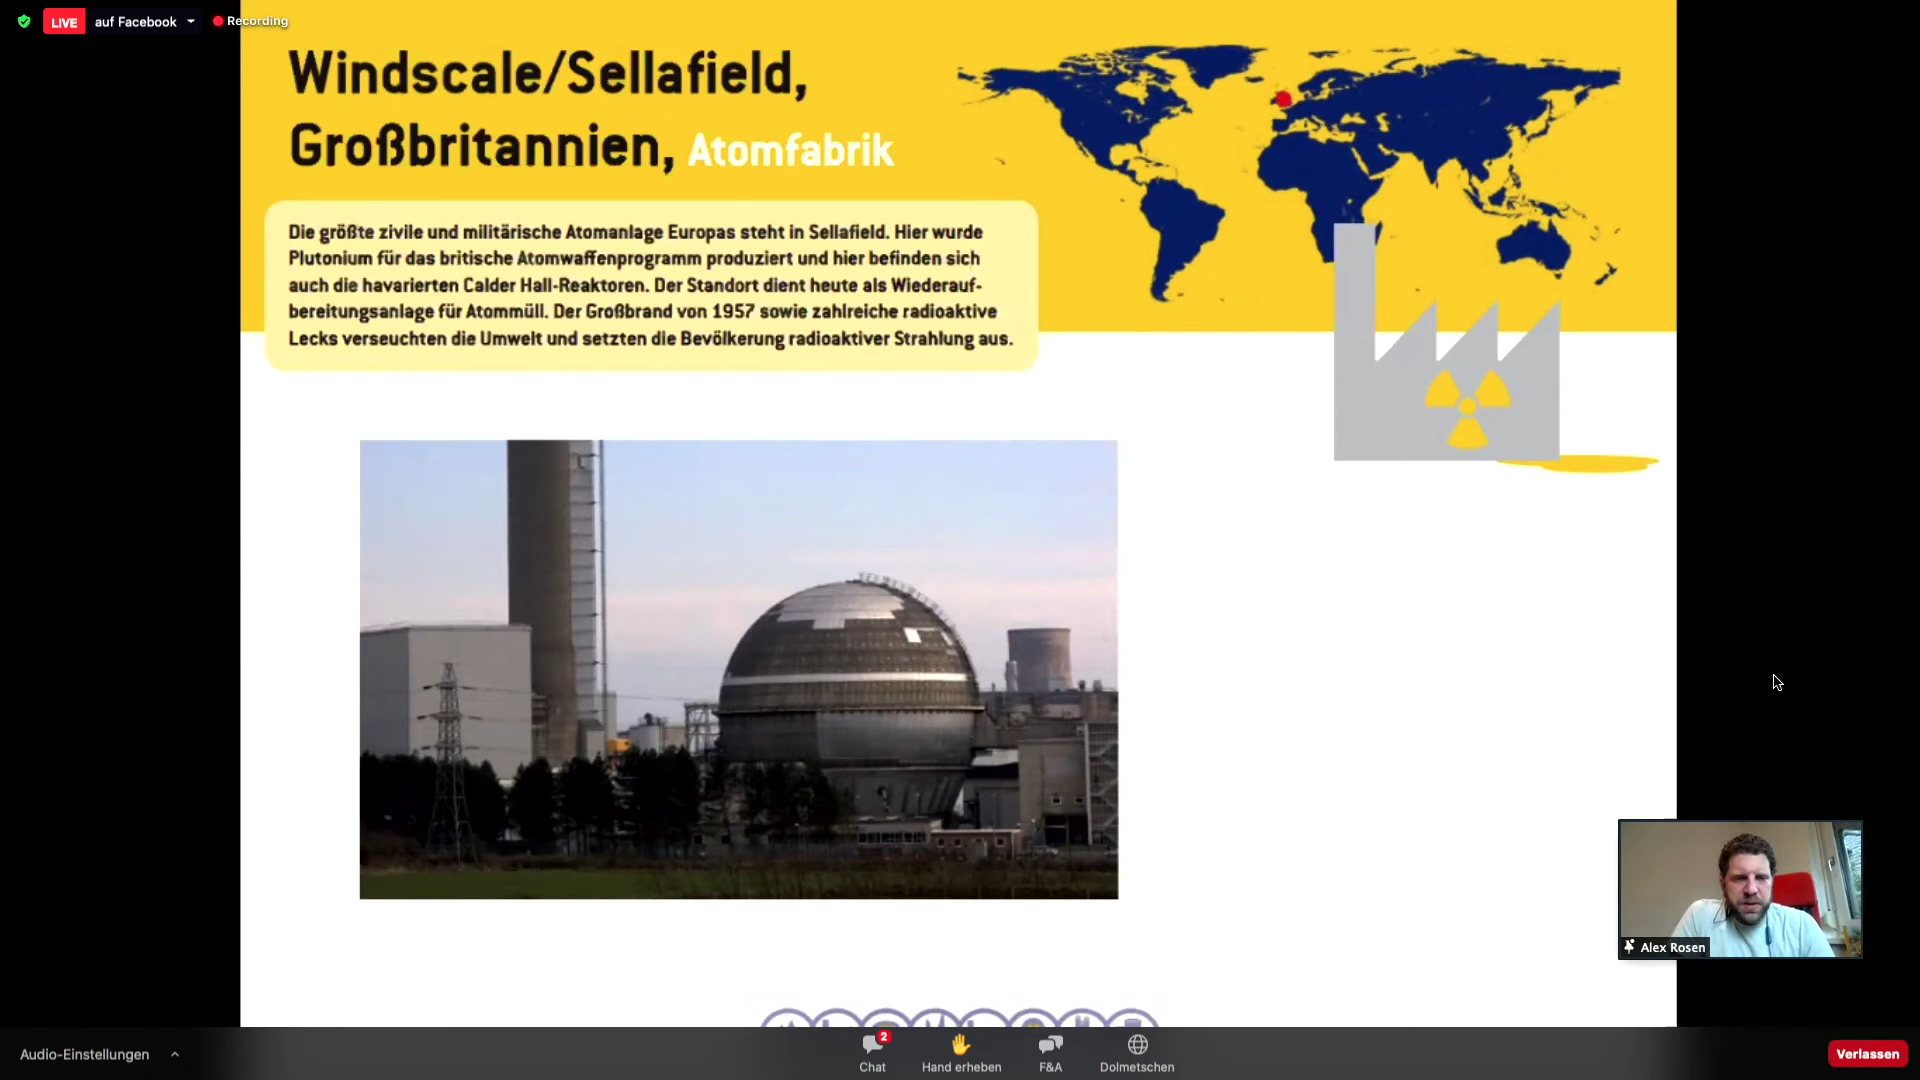 LIVE auf Facebook Recording
Windscale/Sellafield,
Großbritannien, Atomfabrik
Die größte zivile und militärische Atomanlage Europas steht in Sellafield. Hier wurde
Plutonium für das britische Atomwaffenprogramm produziert und hier befinden sich
auch die havarierten Calder Hall-Reaktoren. Der Standort dient heute als Wiederauf-
bereitungsanlage für Atommüll. Der Großbrand von 1957 sowie zahlreiche radioaktive
Lecks verseuchten die Umwelt und setzten die Bevölkerung radioaktiver Strahlung aus.
Alex Rosen
Audio-Einstellungen
2
Chat
Hand erheben
F&A
Dolmetschen
Verlassen